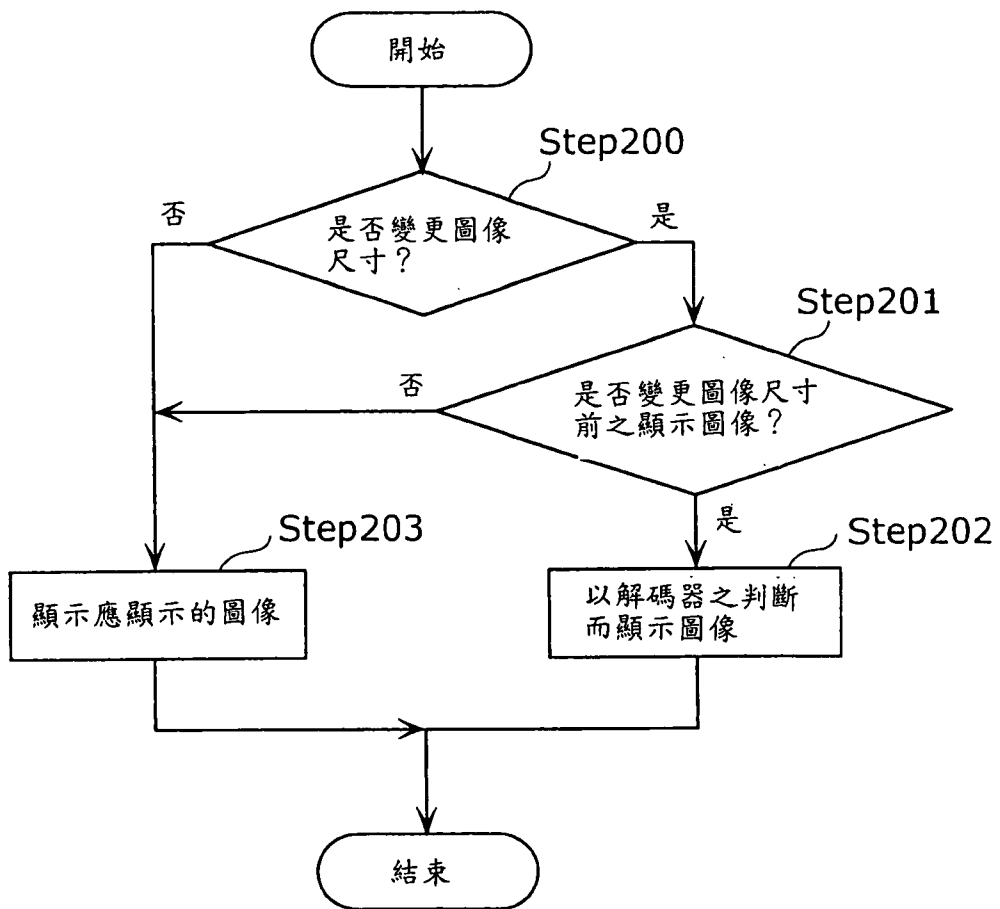 開始
Step200
否
是
是否變更圖像
尺寸？
Step201
否
是否變更圖像尺寸
前之顯示圖像？
是
Step203
Step202
顯示應顯示的圖像
以解碼器之判斷
而顯示圖像
結束